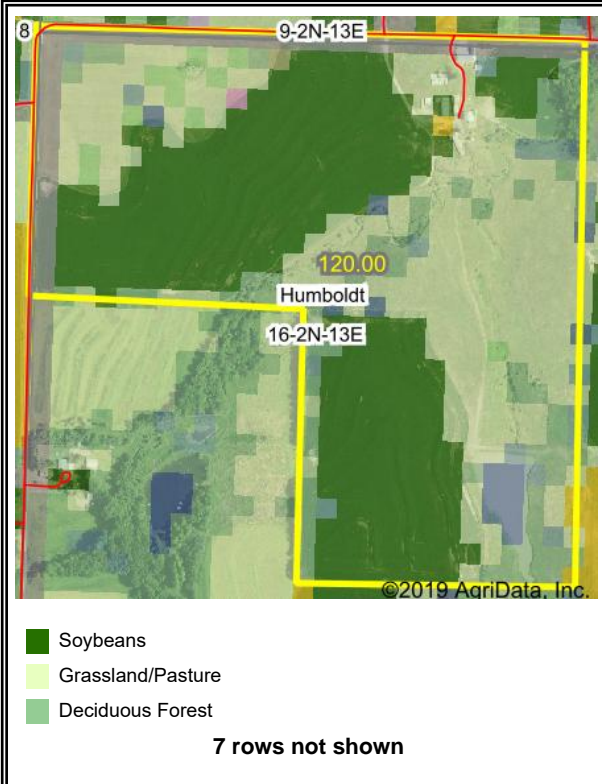 8
9-2N-13E
120.00
Humboldt
16-2N-13E
©2019 AgriData, Inc.
Soybeans
Grassland/Pasture
Deciduous Forest
7 rows not shown